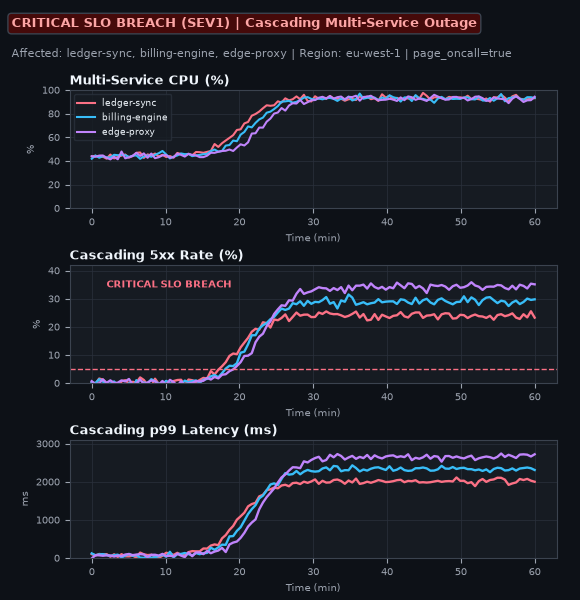 CRITICAL SLO BREACH (SEV1) | Cascading Multi-Service Outage
Affected: ledger-sync, billing-engine, edge-proxy | Region: eu-west-1 | page_oncall=true
Multi-Service CPU (%)
100
80
60
40
20
0
%
ledger-sync
billing-engine
edge-proxy
0 10 20 30 40 50 60
Time (min)
Cascading 5xx Rate (%)
40
30
20
10
0
%
CRITICAL SLO BREACH
0 10 20 30 40 50 60
Time (min)
Cascading p99 Latency (ms)
3000
2000
1000
0
ms
0 10 20 30 40 50 60
Time (min)